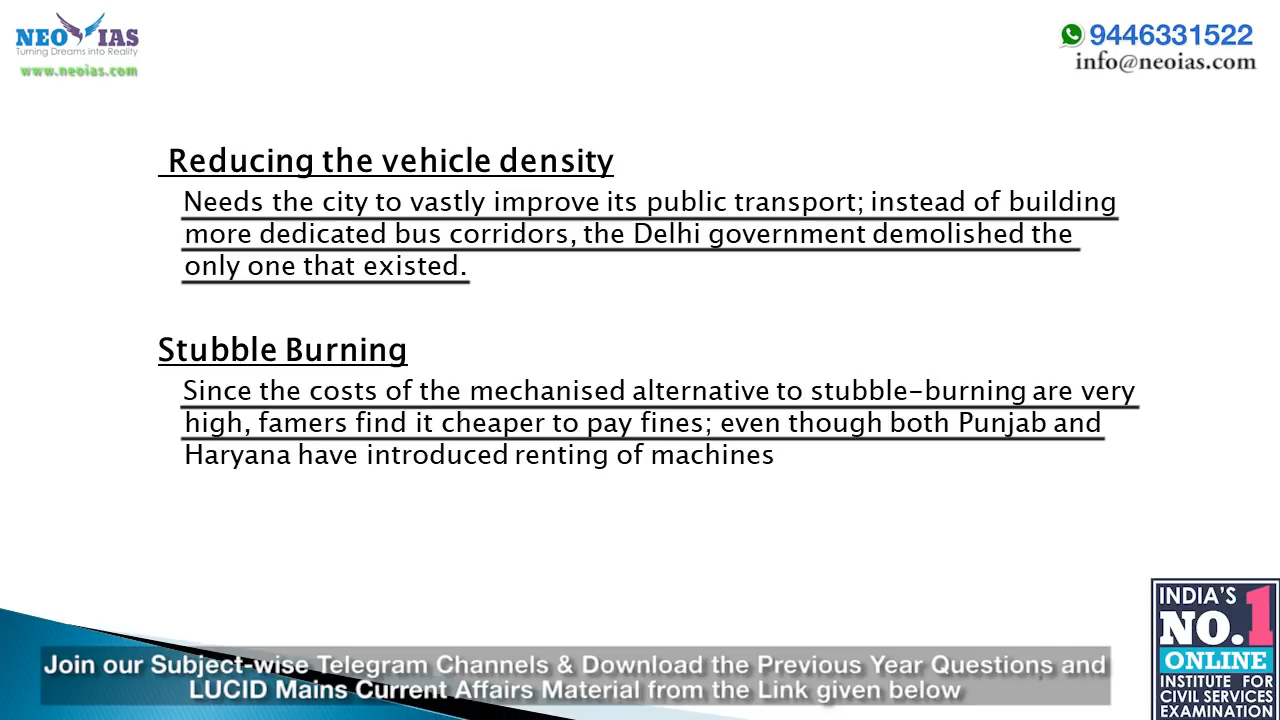 NEO IAS
Turning Dreams into Reality
www.neoias.com
9446331522
info@neoias.com
Reducing the vehicle density
Needs the city to vastly improve its public transport; instead of building
more dedicated bus corridors, the Delhi government demolished the
only one that existed.
Stubble Burning
Since the costs of the mechanised alternative to stubble-burning are very
high, famers find it cheaper to pay fines; even though both Punjab and
Haryana have introduced renting of machines
Join our Subject-wise Telegram Channels & Download the Previous Year Questions and
LUCID Mains Current Affairs Material from the Link given below
INDIA'S
NO.1
ONLINE
INSTITUTE FOR
CIVIL SERVICES
EXAMINATION